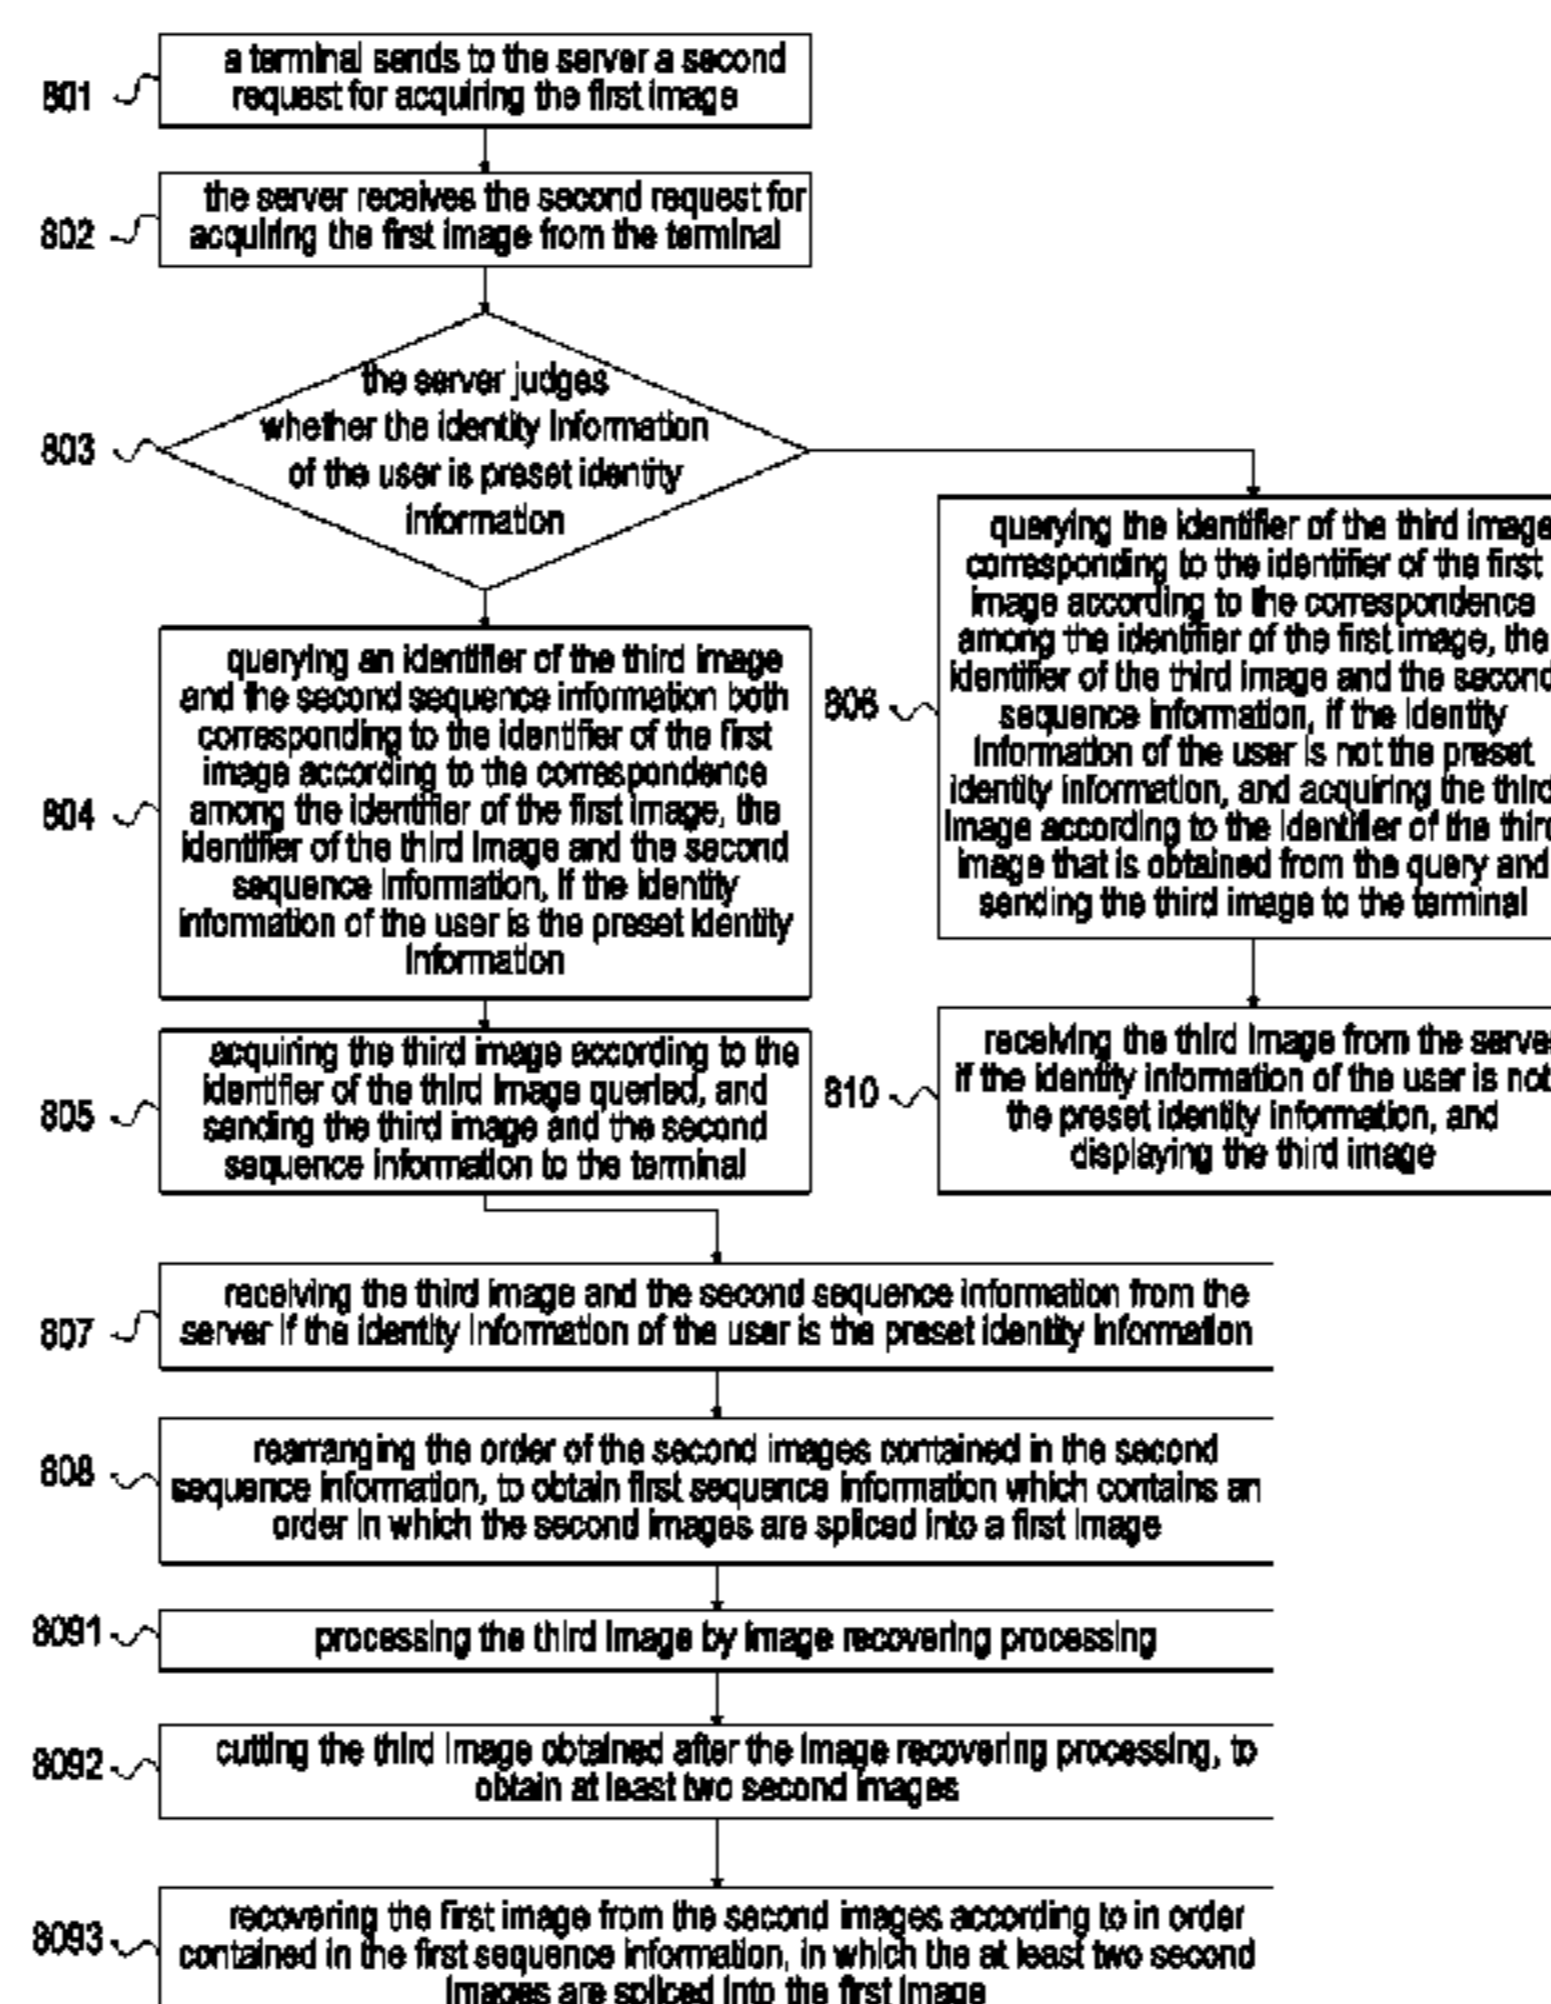 801
a terminal sends to the server a second
request for acquiring the first image
802
the server receives the second request for
acquiring the first image from the terminal
803
the server judges
whether the identity information
of the user is preset identity
information
804
querying an identifier of the third image
and the second sequence information both
corresponding to the identifier of the first
image according to the correspondence
among the identifier of the first image, the
identifier of the third image and the second
sequence information, if the identity
information of the user is the preset identity
information
806
querying the identifier of the third image
corresponding to the identifier of the first
image according to the correspondence
among the identifier of the first image, the
identifier of the third image and the second
sequence information, if the identity
information of the user is not the preset
identity information, and acquiring the third
image according to the identifier of the third
image that is obtained from the query and
sending the third image to the terminal
805
acquiring the third image according to the
identifier of the third image queried, and
sending the third image and the second
sequence information to the terminal
810
receiving the third image from the server
if the identity information of the user is not
the preset identity information, and
displaying the third image
807
receiving the third image and the second sequence information from the
server if the identity information of the user is the preset identity information
808
rearranging the order of the second images contained in the second
sequence information, to obtain first sequence information which contains an
order in which the second images are spliced into a first image
8091
processing the third image by image recovering processing
8092
cutting the third image obtained after the image recovering processing, to
obtain at least two second images
8093
recovering the first image from the second images according to in order
contained in the first sequence information, in which the at least two second
images are spliced into the first image